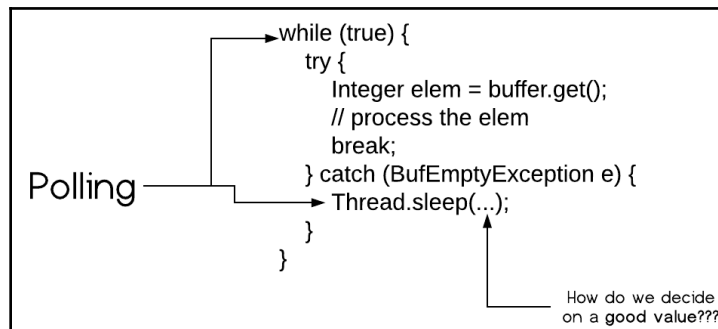 while (true) {
try {
Integer elem = buffer.get();
// process the elem
break;
} catch (BufEmptyException e) {
Thread.sleep(...);
}
}
Polling
How do we decide
on a good value???